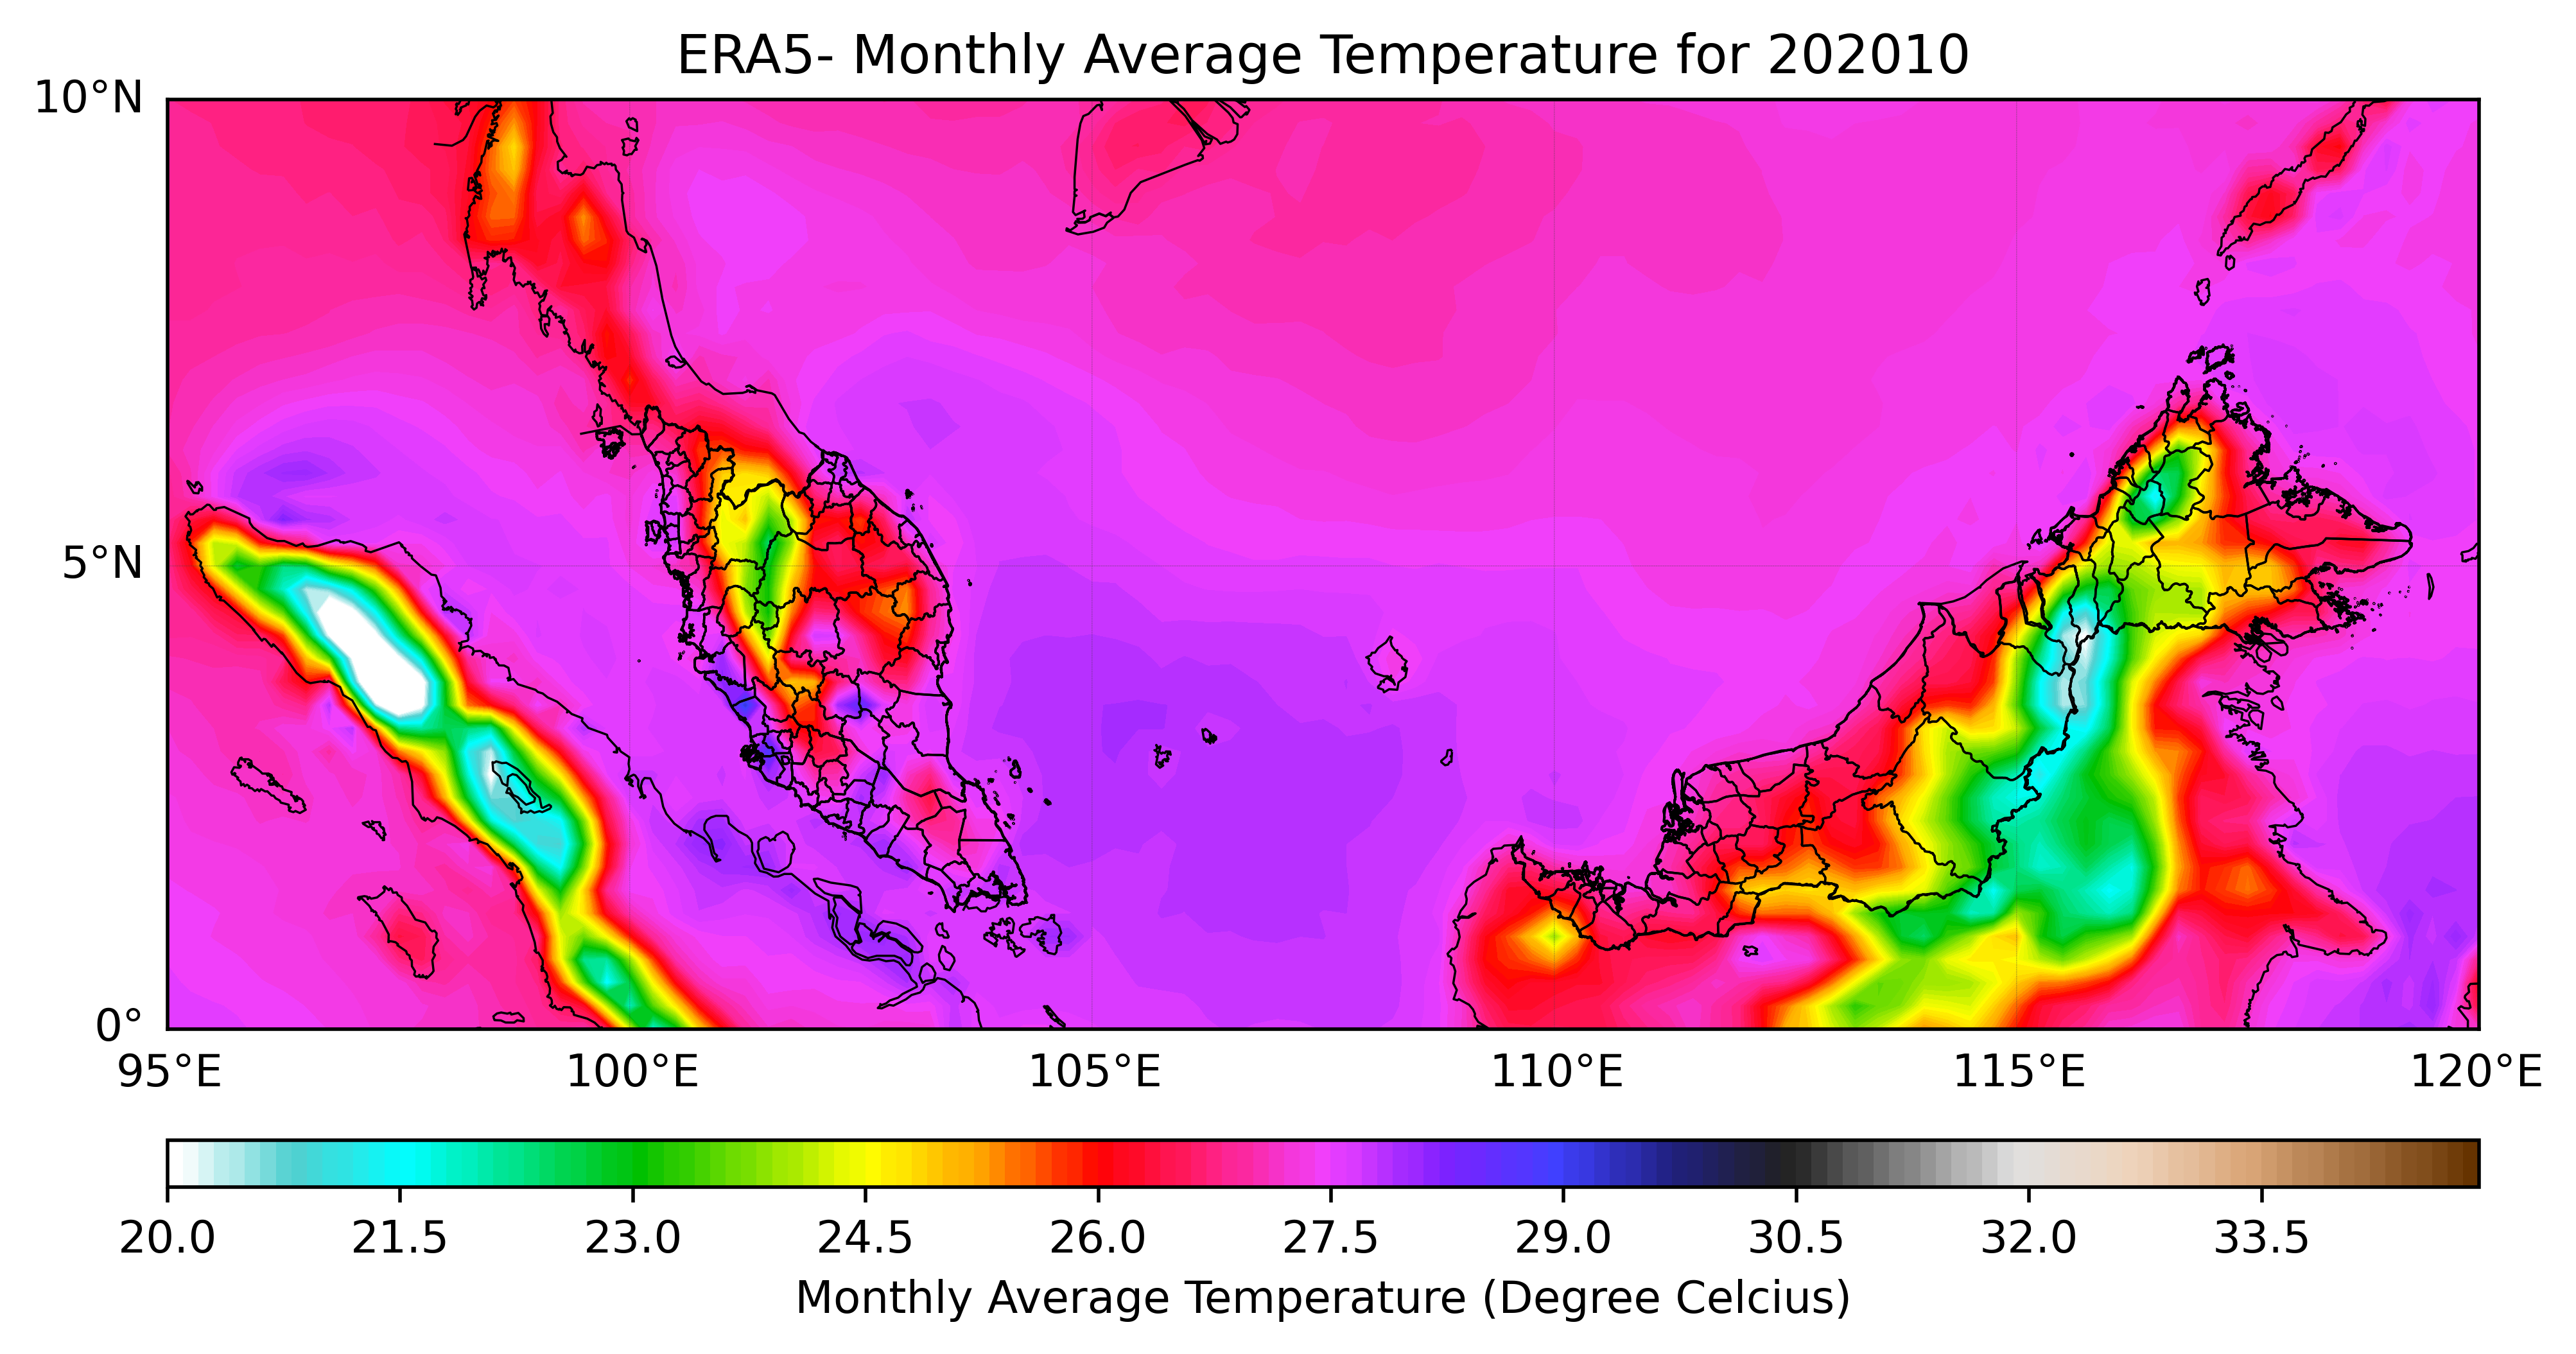 ERA5- Monthly Average Temperature for 202010
10°N
5°N
0°
95°E 100°E 105°E 110°E 115°E 120°E
20.0 21.5 23.0 24.5 26.0 27.5 29.0 30.5 32.0 33.5
Monthly Average Temperature (Degree Celcius)